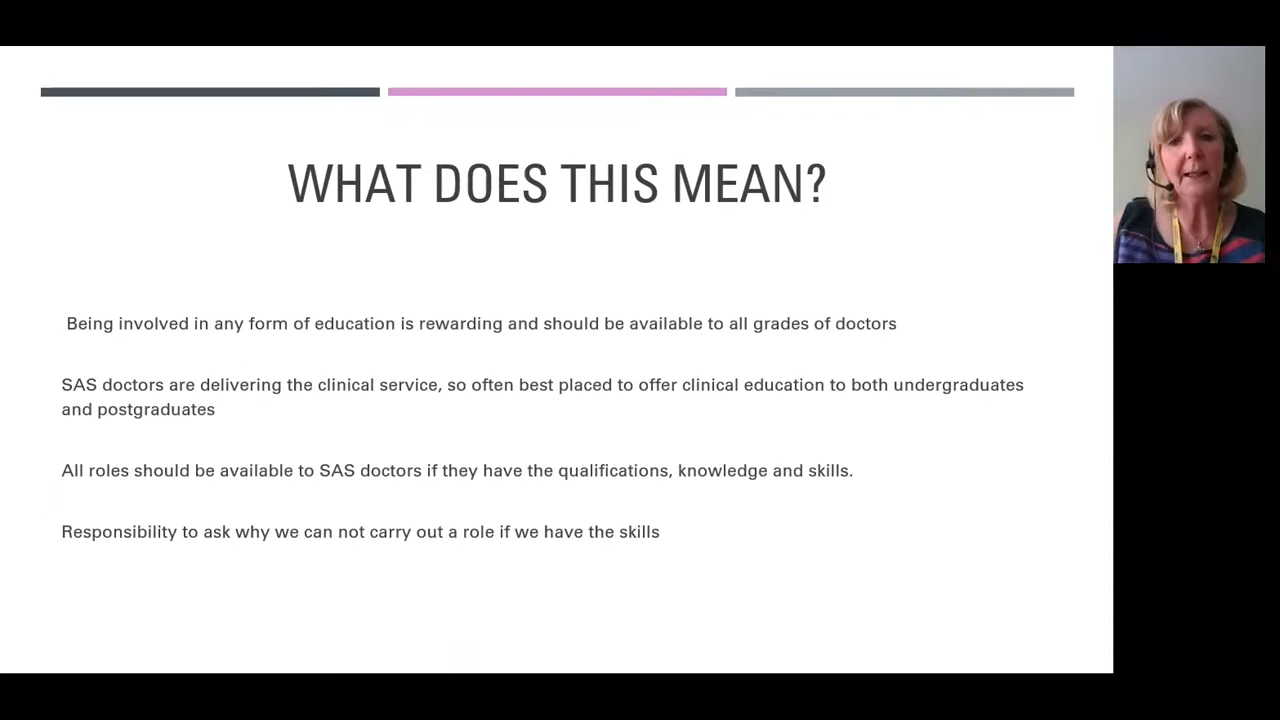 WHAT DOES THIS MEAN?
Being involved in any form of education is rewarding and should be available to all grades of doctors
SAS doctors are delivering the clinical service, so often best placed to offer clinical education to both undergraduates
and postgraduates
All roles should be available to SAS doctors if they have the qualifications, knowledge and skills.
Responsibility to ask why we can not carry out a role if we have the skills